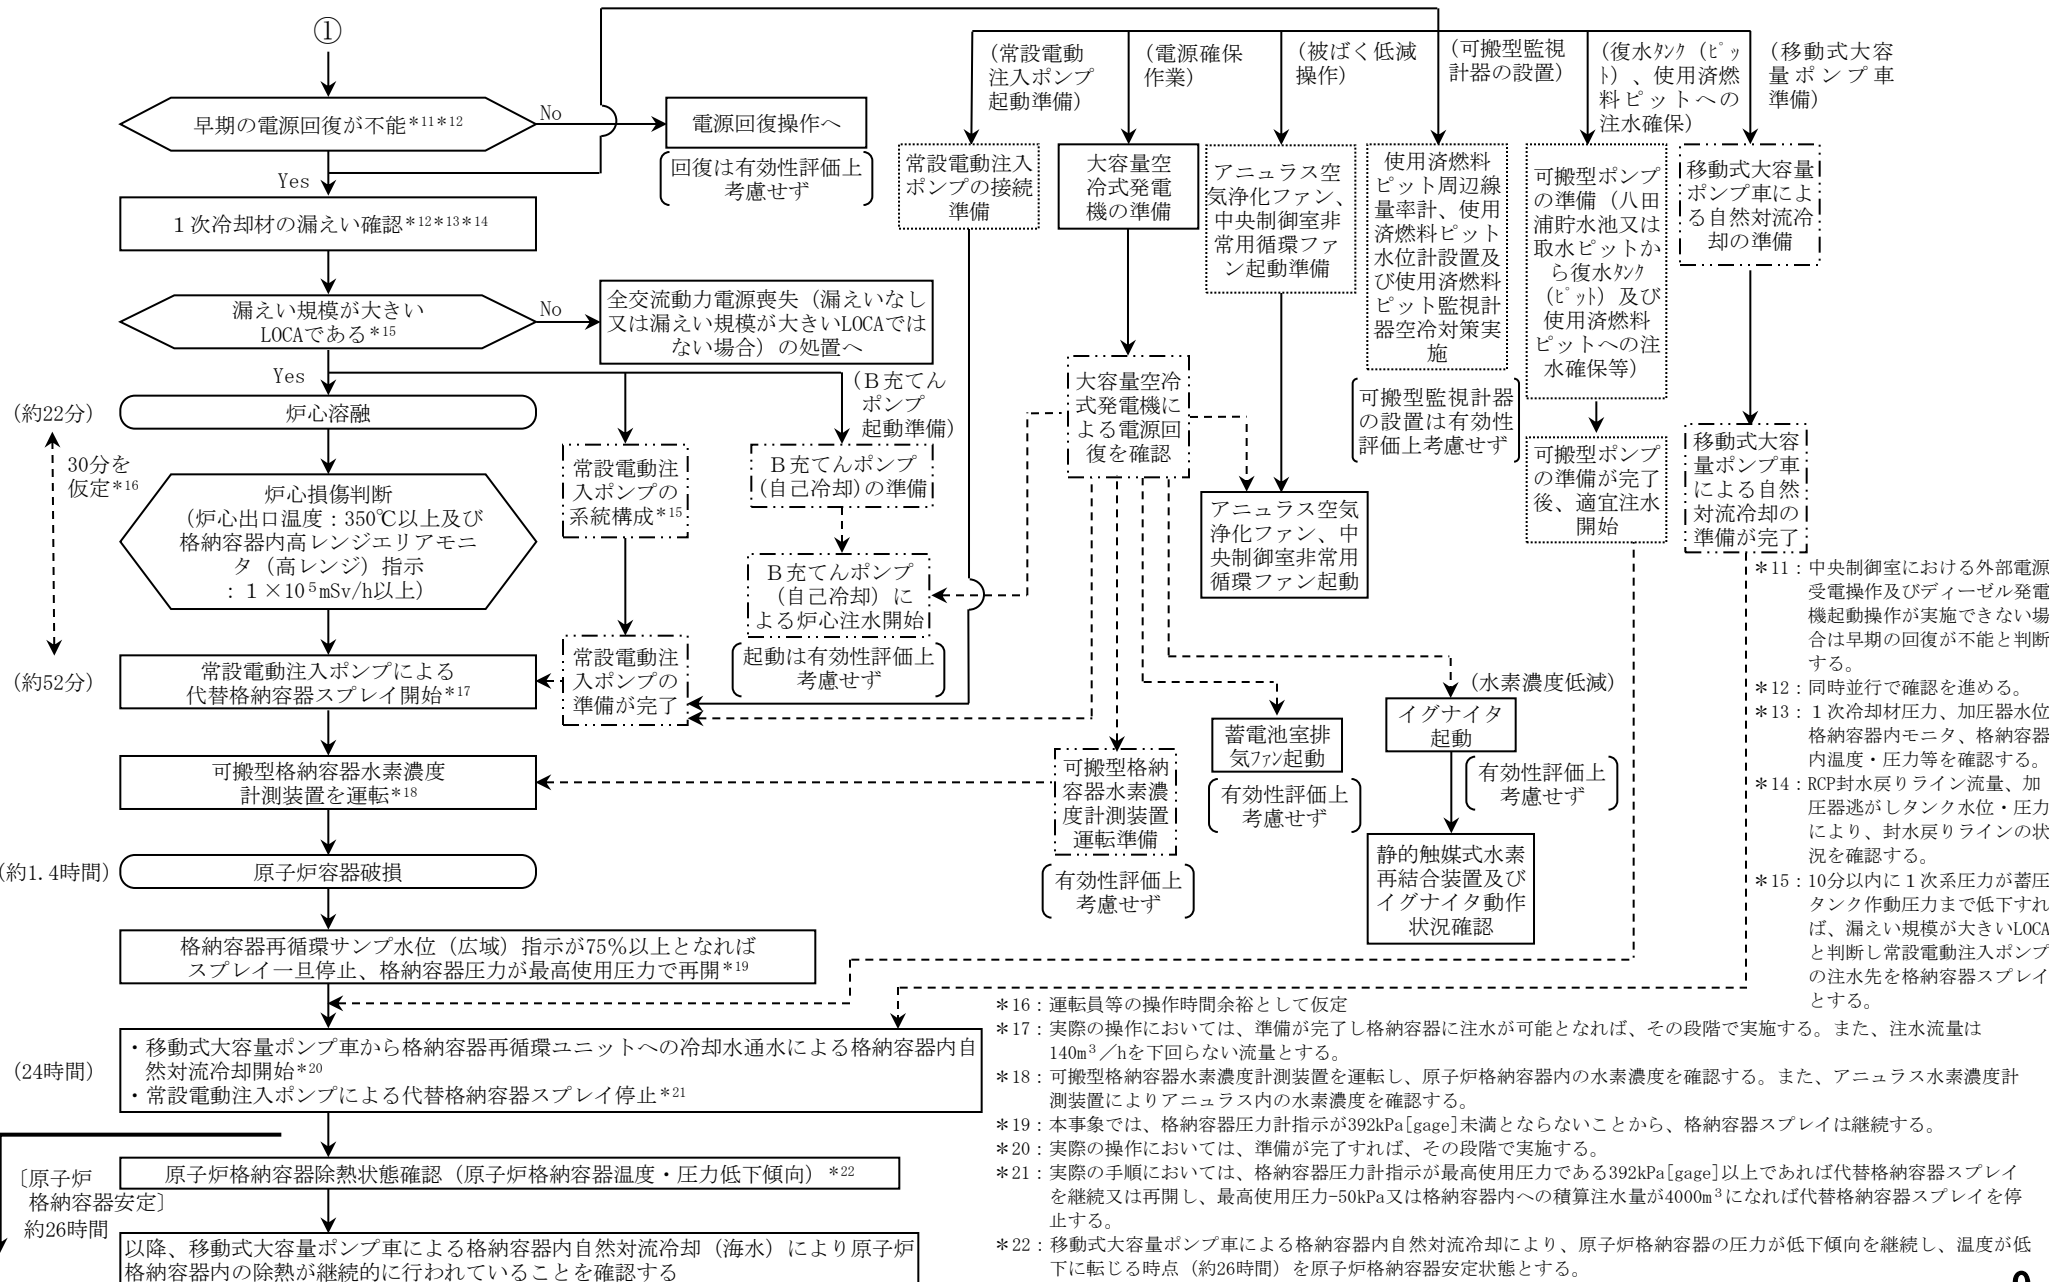 ①
早期の電源回復が不能*11*12
No
電源回復操作へ
回復は有効性評価上
考慮せず
Yes
１次冷却材の漏えい確認*12*13*14
漏えい規模が大きい
LOCAである*15
No
全交流動力電源喪失（漏えいなし
又は漏えい規模が大きいLOCAでは
ない場合）の処置へ
Yes
（約22分）
炉心溶融
30分を
仮定*16
炉心損傷判断
（炉心出口温度：350℃以上及び
格納容器内高レンジエリアモニ
タ（高レンジ）指示
：１×10⁵mSv/h以上）
（約52分）
常設電動注入ポンプによる
代替格納容器スプレイ開始*17
可搬型格納容器水素濃度
計測装置を運転*18
（約1.4時間）
原子炉容器破損
格納容器再循環サンプ水位（広域）指示が75％以上となれば
スプレイ一旦停止、格納容器圧力が最高使用圧力で再開*19
（24時間）
・移動式大容量ポンプ車から格納容器再循環ユニットへの冷却水通水による格納容器内自
然対流冷却開始*20
・常設電動注入ポンプによる代替格納容器スプレイ停止*21
原子炉格納容器除熱状態確認（原子炉格納容器温度・圧力低下傾向）*22
〔原子炉
格納容器安定〕
約26時間
以降、移動式大容量ポンプ車による格納容器内自然対流冷却（海水）により原子炉
格納容器内の除熱が継続的に行われていることを確認する
常設電動注
入ポンプの
系統構成*15
常設電動注
入ポンプの
準備が完了
（Ｂ充てん
ポンプ
起動準備）
Ｂ充てんポンプ
（自己冷却）の準備
Ｂ充てんポンプ
（自己冷却）に
よる炉心注水開始
起動は有効性評価上
考慮せず
（常設電動
注入ポンプ
起動準備）
常設電動注入
ポンプの接続
準備
（電源確保
作業）
大容量空
冷式発電
機の準備
大容量空冷
式発電機に
よる電源回
復を確認
可搬型格納
容器水素濃
度計測装置
運転準備
有効性評価上
考慮せず
（被ばく低減
操作）
アニュラス空
気浄化ファン、
中央制御室非
常用循環ファ
ン起動準備
アニュラス空気
浄化ファン、中
央制御室非常用
循環ファン起動
蓄電池室排
気ﾌｧﾝ起動
有効性評価上
考慮せず
（可搬型監視
計器の設置）
使用済燃料
ピット周辺線
量率計、使用
済燃料ピット
水位計設置及
び使用済燃料
ピット監視計
器空冷対策実
施
可搬型監視計器
の設置は有効性
評価上考慮せず
（水素濃度低減）
イグナイタ
起動
有効性評価上
考慮せず
静的触媒式水素
再結合装置及び
イグナイタ動作
状況確認
（復水ﾀﾝｸ（ﾋﾟｯ
ﾄ）、使用済燃
料ピットへの
注水確保）
可搬型ポンプ
の準備（八田
浦貯水池又は
取水ピットか
ら復水ﾀﾝｸ
（ﾋﾟｯﾄ）及び
使用済燃料
ピットへの注
水確保等）
可搬型ポンプ
の準備が完了
後、適宜注水
開始
（移動式大容
量ポンプ車
準備）
移動式大容量
ポンプ車によ
る自然対流冷
却の準備
移動式大容
量ポンプ車
による自然
対流冷却の
準備が完了
＊11：中央制御室における外部電源
受電操作及びディーゼル発電
機起動操作が実施できない場
合は早期の回復が不能と判断
する。
＊12：同時並行で確認を進める。
＊13：１次冷却材圧力、加圧器水位
格納容器内モニタ、格納容器
内温度・圧力等を確認する。
＊14：RCP封水戻りライン流量、加
圧器逃がしタンク水位・圧力
により、封水戻りラインの状
況を確認する。
＊15：10分以内に１次系圧力が蓄圧
タンク作動圧力まで低下すれ
ば、漏えい規模が大きいLOCA
と判断し常設電動注入ポンプ
の注水先を格納容器スプレイ
とする。
＊16：運転員等の操作時間余裕として仮定
＊17：実際の操作においては、準備が完了し格納容器に注水が可能となれば、その段階で実施する。また、注水流量は
140m³／hを下回らない流量とする。
＊18：可搬型格納容器水素濃度計測装置を運転し、原子炉格納容器内の水素濃度を確認する。また、アニュラス水素濃度計
測装置によりアニュラス内の水素濃度を確認する。
＊19：本事象では、格納容器圧力計指示が392kPa[gage]未満とならないことから、格納容器スプレイは継続する。
＊20：実際の操作においては、準備が完了すれば、その段階で実施する。
＊21：実際の手順においては、格納容器圧力計指示が最高使用圧力である392kPa[gage]以上であれば代替格納容器スプレイ
を継続又は再開し、最高使用圧力-50kPa又は格納容器内への積算注水量が4000m³になれば代替格納容器スプレイを停
止する。
＊22：移動式大容量ポンプ車による格納容器内自然対流冷却により、原子炉格納容器の圧力が低下傾向を継続し、温度が低
下に転じる時点（約26時間）を原子炉格納容器安定状態とする。